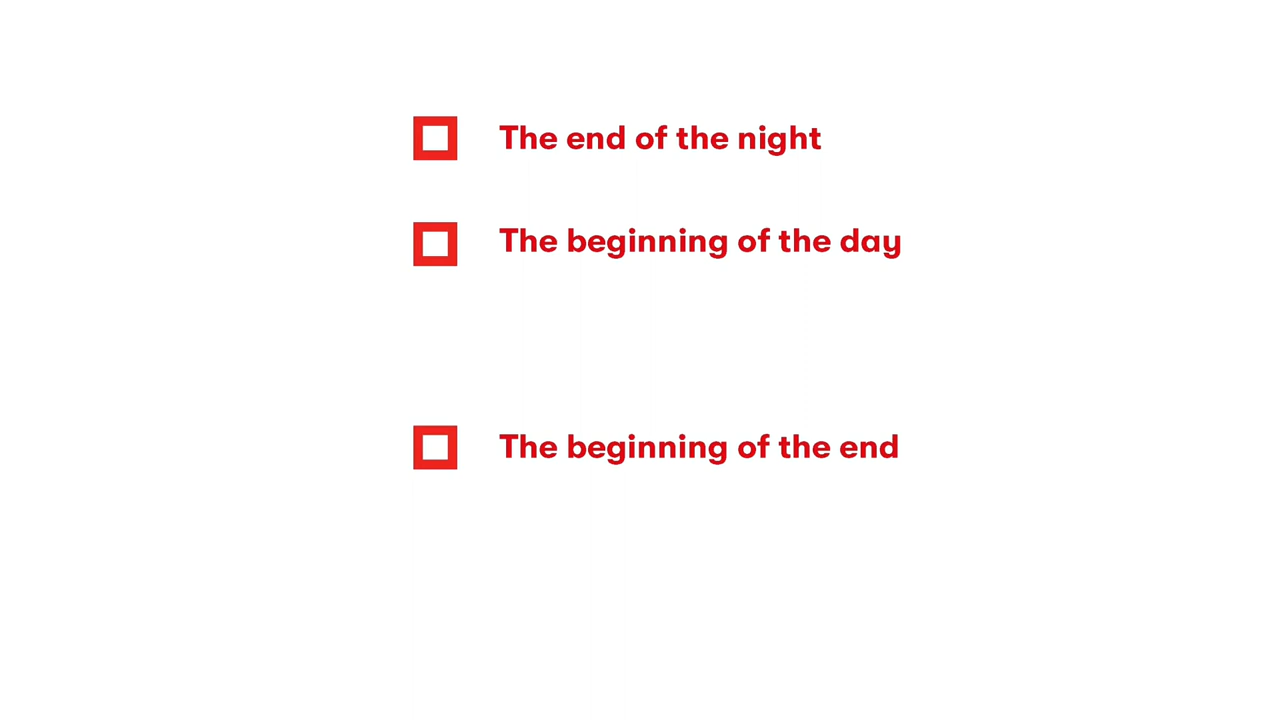 The end of the night
The beginning of the day
The beginning of the end